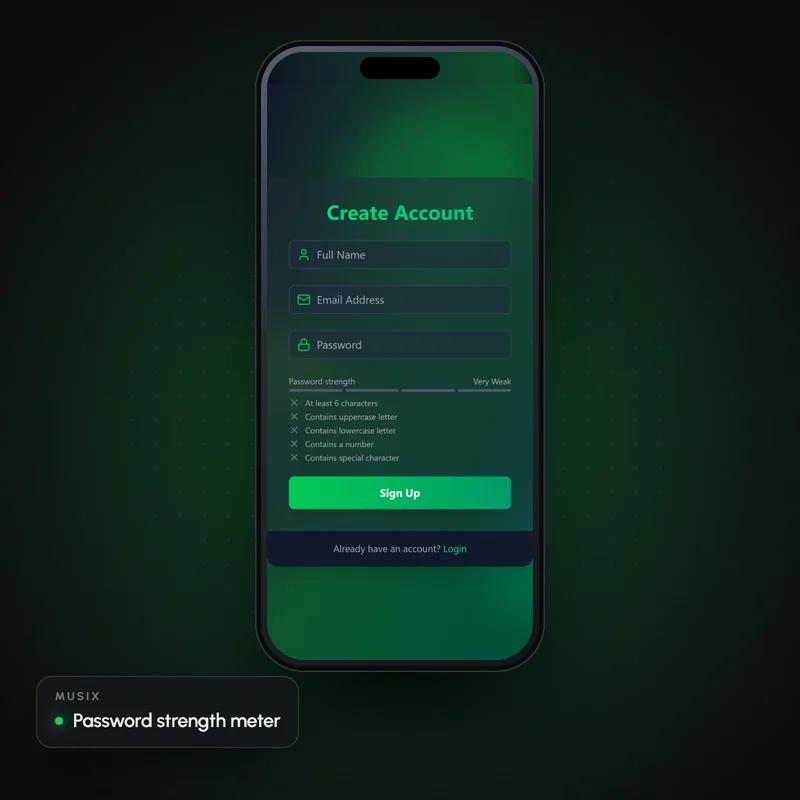 Create Account
Full Name
Email Address
Password
Password strength Very Weak
At least 6 characters
Contains uppercase letter
Contains lowercase letter
Contains a number
Contains special character
Sign Up
Already have an account? Login
MUSIX
Password strength meter